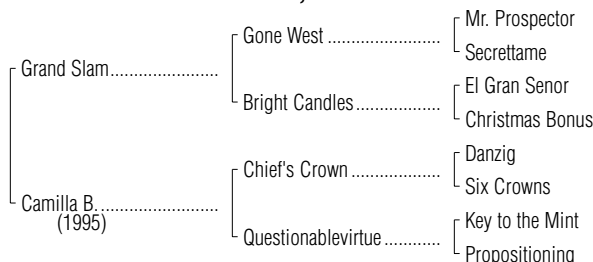 Mr. Prospector
Gone West ........................
Secrettame
Grand Slam........................
El Gran Senor
Bright Candles ..................
Christmas Bonus
Danzig
Chief's Crown ...................
Six Crowns
Camilla B. .........................
(1995)
Key to the Mint
Questionablevirtue ............
Propositioning